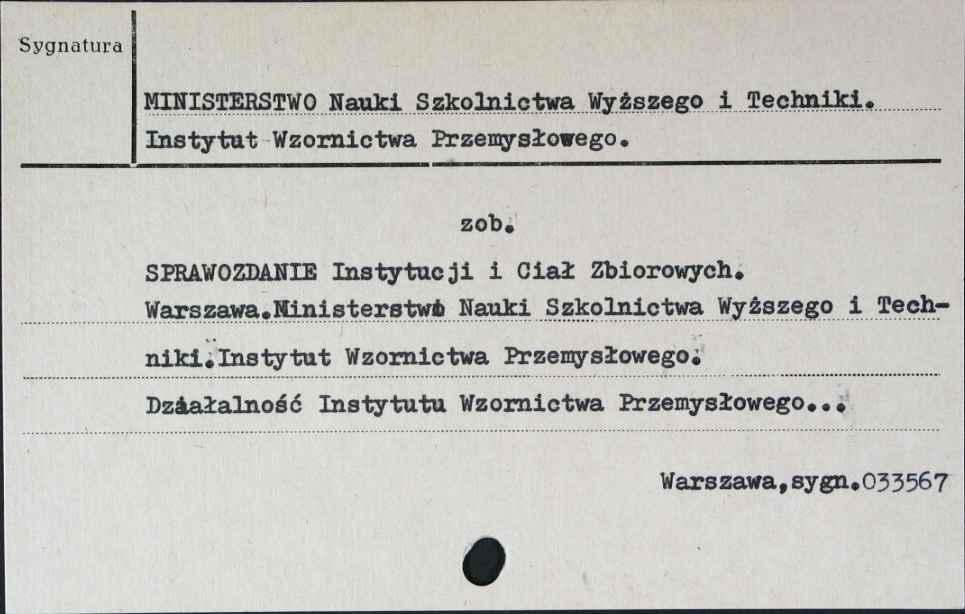 Sygnatura
MINISTERSTWO Nauki Szkolnictwa Wyższego i Techniki.
Instytut Wzornictwa Przemysłowego.
zob.
SPRAWOZDANIE Instytucji i Ciał Zbiorowych.
Warszawa.Ministerstwo Nauki Szkolnictwa Wyższego i Tech-
niki.Instytut Wzornictwa Przemysłowego.
Działalność Instytutu Wzornictwa Przemysłowego...
Warszawa,sygn.033567